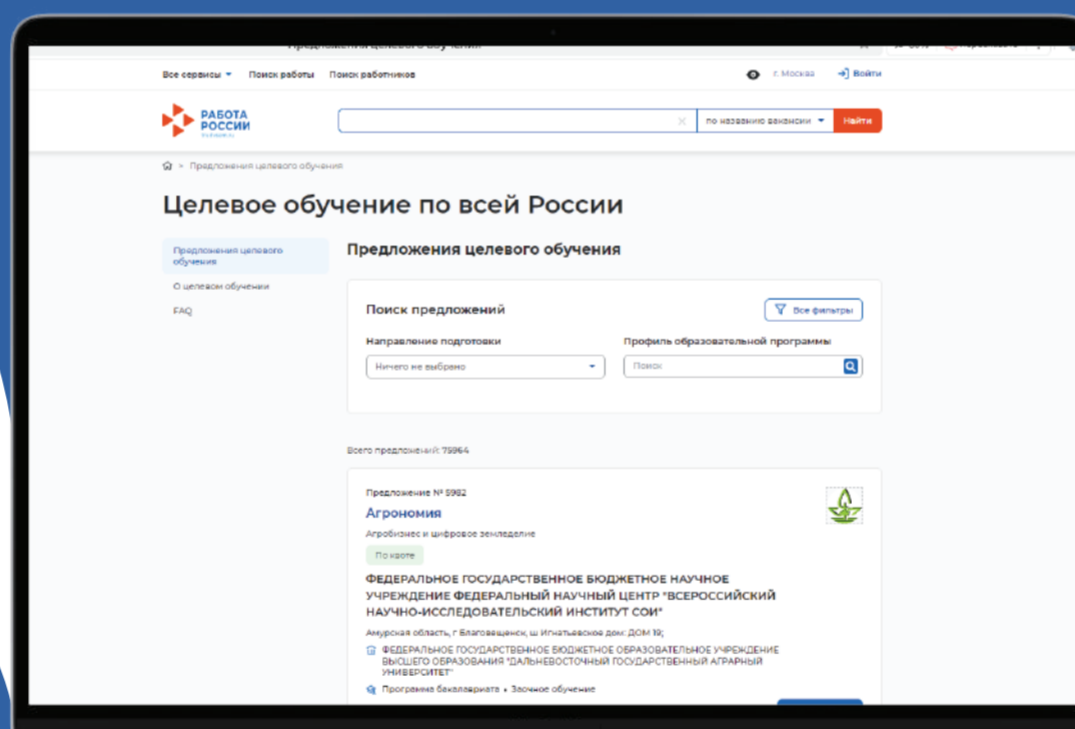 Все сервисы Поиск работы Поиск работников г. Москва Войти
РАБОТА
РОССИИ
по названию вакансии Найти
> Предложения целевого обучения
Целевое обучение по всей России
Предложения целевого
обучения
О целевом обучении
FAQ
Предложения целевого обучения
Поиск предложений Все фильтры
Направление подготовки Профиль образовательной программы
Ничего не выбрано Поиск
Всего предложений: 75964
Предложение № 5982
Агрономия
Агробизнес и цифровое земледелие
По квоте
ФЕДЕРАЛЬНОЕ ГОСУДАРСТВЕННОЕ БЮДЖЕТНОЕ НАУЧНОЕ
УЧРЕЖДЕНИЕ ФЕДЕРАЛЬНЫЙ НАУЧНЫЙ ЦЕНТР "ВСЕРОССИЙСКИЙ
НАУЧНО-ИССЛЕДОВАТЕЛЬСКИЙ ИНСТИТУТ СОИ"
Амурская область, г Благовещенск, ш Игнатьевское дом: ДОМ 19;
ФЕДЕРАЛЬНОЕ ГОСУДАРСТВЕННОЕ БЮДЖЕТНОЕ ОБРАЗОВАТЕЛЬНОЕ УЧРЕЖДЕНИЕ
ВЫСШЕГО ОБРАЗОВАНИЯ "ДАЛЬНЕВОСТОЧНЫЙ ГОСУДАРСТВЕННЫЙ АГРАРНЫЙ
УНИВЕРСИТЕТ"
Программа бакалавриата • Заочное обучение